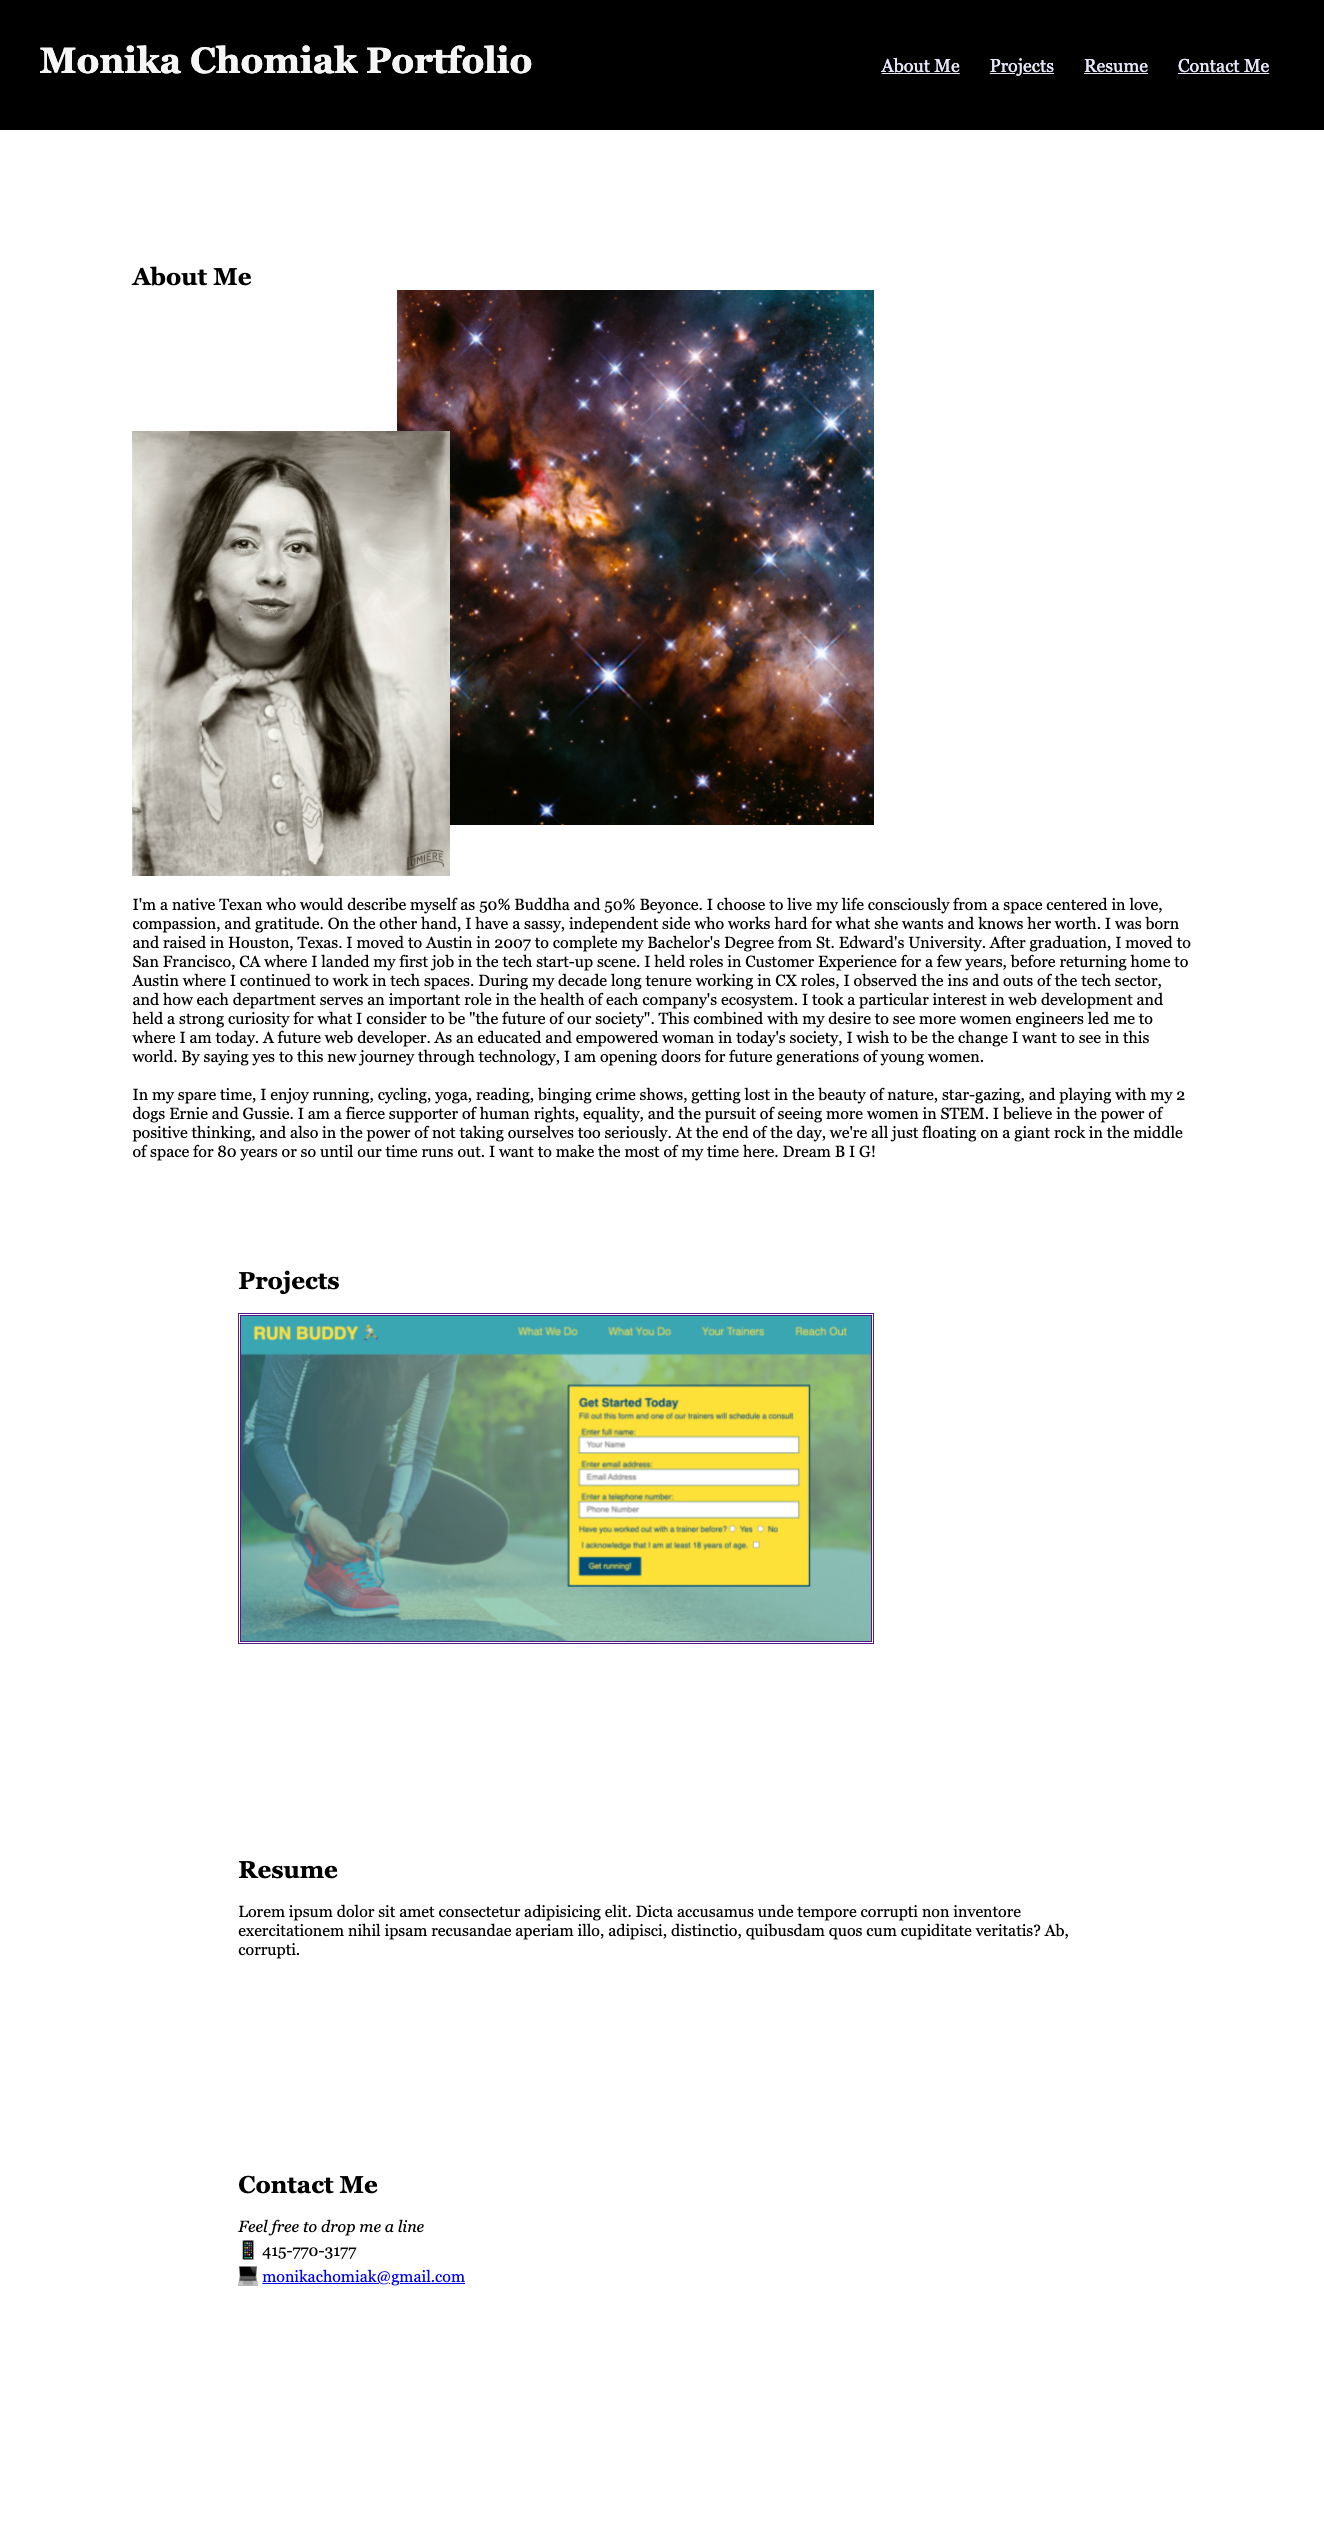 Monika Chomiak Portfolio
About Me Projects Resume Contact Me
About Me
I'm a native Texan who would describe myself as 50% Buddha and 50% Beyonce. I choose to live my life consciously from a space centered in love,
compassion, and gratitude. On the other hand, I have a sassy, independent side who works hard for what she wants and knows her worth. I was born
and raised in Houston, Texas. I moved to Austin in 2007 to complete my Bachelor's Degree from St. Edward's University. After graduation, I moved to
San Francisco, CA where I landed my first job in the tech start-up scene. I held roles in Customer Experience for a few years, before returning home to
Austin where I continued to work in tech spaces. During my decade long tenure working in CX roles, I observed the ins and outs of the tech sector,
and how each department serves an important role in the health of each company's ecosystem. I took a particular interest in web development and
held a strong curiosity for what I consider to be "the future of our society". This combined with my desire to see more women engineers led me to
where I am today. A future web developer. As an educated and empowered woman in today's society, I wish to be the change I want to see in this
world. By saying yes to this new journey through technology, I am opening doors for future generations of young women.
In my spare time, I enjoy running, cycling, yoga, reading, binging crime shows, getting lost in the beauty of nature, star-gazing, and playing with my 2
dogs Ernie and Gussie. I am a fierce supporter of human rights, equality, and the pursuit of seeing more women in STEM. I believe in the power of
positive thinking, and also in the power of not taking ourselves too seriously. At the end of the day, we're all just floating on a giant rock in the middle
of space for 80 years or so until our time runs out. I want to make the most of my time here. Dream B I G!
Projects
RUN BUDDY
What We Do What You Do Your Trainers Reach Out
Get Started Today
Fill out this form and one of our trainers will schedule a consult
Enter full name:
Your Name
Enter email address:
Email Address
Enter a telephone number:
Phone Number
Have you worked out with a trainer before? Yes No
I acknowledge that I am at least 18 years of age.
Get running!
Resume
Lorem ipsum dolor sit amet consectetur adipisicing elit. Dicta accusamus unde tempore corrupti non inventore
exercitationem nihil ipsam recusandae aperiam illo, adipisci, distinctio, quibusdam quos cum cupiditate veritatis? Ab,
corrupti.
Contact Me
Feel free to drop me a line
📱 415-770-3177
💻 monikachomiak@gmail.com